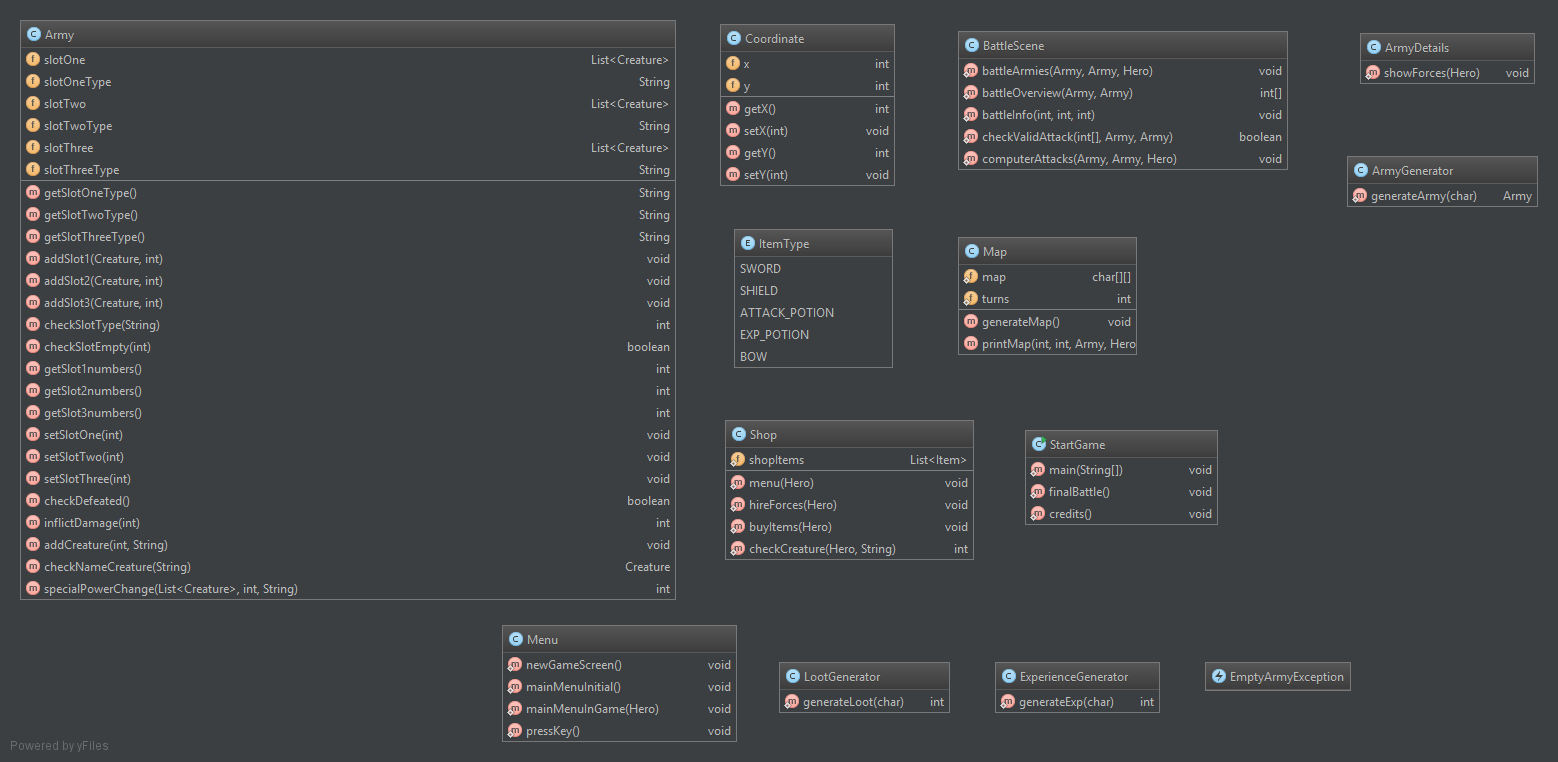 Army
slotOne List<Creature>
slotOneType String
slotTwo List<Creature>
slotTwoType String
slotThree List<Creature>
slotThreeType String
getSlotOneType() String
getSlotTwoType() String
getSlotThreeType() String
addSlot1(Creature, int) void
addSlot2(Creature, int) void
addSlot3(Creature, int) void
checkSlotType(String) int
checkSlotEmpty(int) boolean
getSlot1numbers() int
getSlot2numbers() int
getSlot3numbers() int
setSlotOne(int) void
setSlotTwo(int) void
setSlotThree(int) void
checkDefeated() boolean
inflictDamage(int) int
addCreature(int, String) void
checkNameCreature(String) Creature
specialPowerChange(List<Creature>, int, String) int
Coordinate
x int
y int
getX() int
setX(int) void
getY() int
setY(int) void
BattleScene
battleArmies(Army, Army, Hero) void
battleOverview(Army, Army) int[]
battleInfo(int, int, int) void
checkValidAttack(int[], Army, Army) boolean
computerAttacks(Army, Army, Hero) void
ArmyDetails
showForces(Hero) void
ArmyGenerator
generateArmy(char) Army
ItemType
SWORD
SHIELD
ATTACK_POTION
EXP_POTION
BOW
Map
map char[][]
turns int
generateMap() void
printMap(int, int, Army, Hero
Shop
shopItems List<Item>
menu(Hero) void
hireForces(Hero) void
buyItems(Hero) void
checkCreature(Hero, String) int
StartGame
main(String[]) void
finalBattle() void
credits() void
Menu
newGameScreen() void
mainMenuInitial() void
mainMenuInGame(Hero) void
pressKey() void
LootGenerator
generateLoot(char) int
ExperienceGenerator
generateExp(char) int
EmptyArmyException
Powered by yFiles